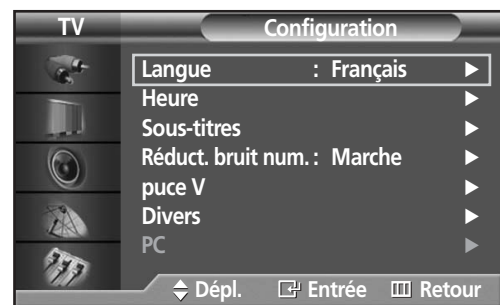 TV Configuration
Langue : Français ▶
Heure ▶
Sous-titres ▶
Réduct. bruit num. : Marche ▶
puce V ▶
Divers ▶
PC ▶
Dépl. Entrée Retour